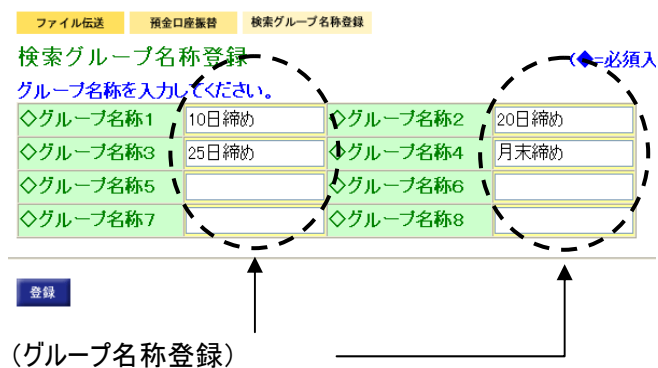 ファイル伝送 預金口座振替 検索グループ名称登録
検索グループ名称登録 (◆=必須入
グループ名称を入力してください。
◇グループ名称1 10日締め ◇グループ名称2 20日締め
◇グループ名称3 25日締め ◇グループ名称4 月末締め
◇グループ名称5 ◇グループ名称6
◇グループ名称7 ◇グループ名称8
登録
(グループ名称登録)